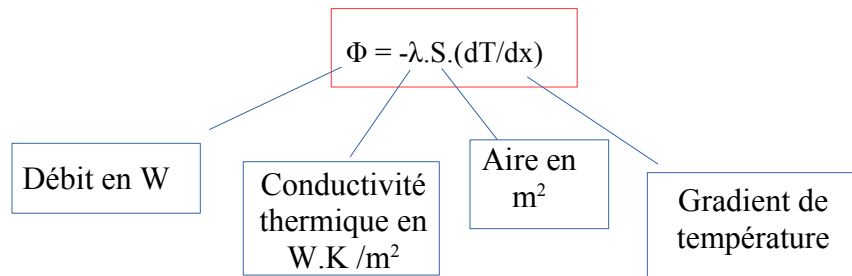 Φ = -λ.S.(dT/dx)
Débit en W
Conductivité
thermique en
W.K /m²
Aire en
m²
Gradient de
température